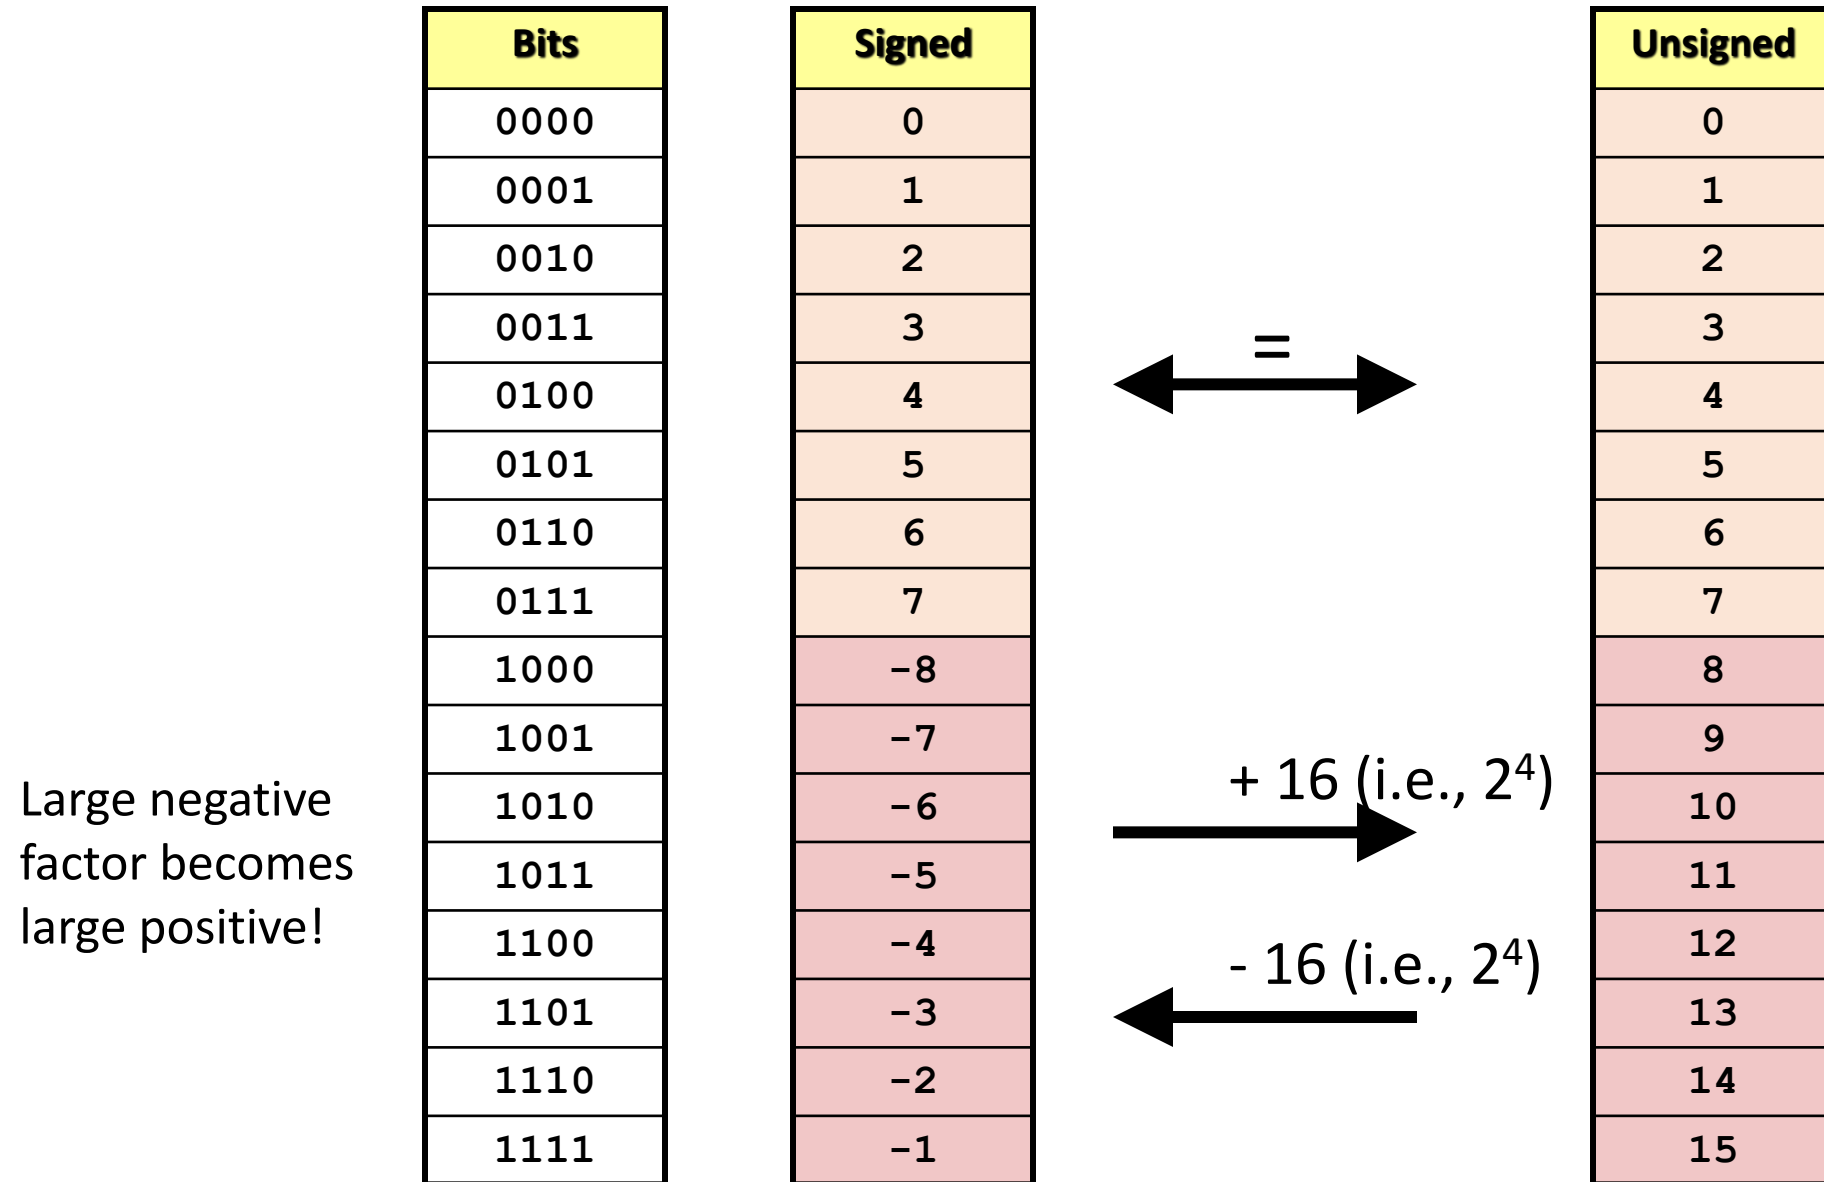 Bits Signed Unsigned
0000 0 0
0001 1 1
0010 2 2
0011 3 3
=
0100 4 4
0101 5 5
0110 6 6
0111 7 7
1000 -8 8
1001 -7 9
+ 16 (i.e., 2⁴)
1010 -6 10
1011 -5 11
1100 -4 12
- 16 (i.e., 2⁴)
1101 -3 13
1110 -2 14
1111 -1 15
Large negative
factor becomes
large positive!